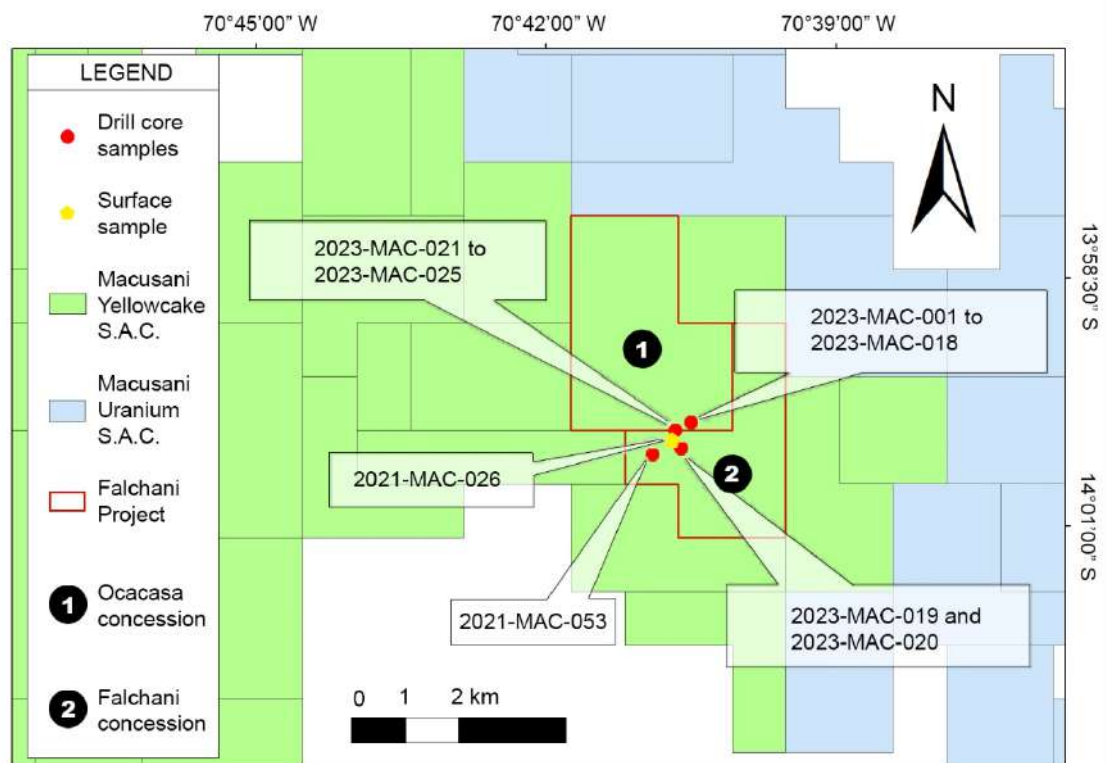 70°45'00" W
70°42'00" W
70°39'00" W
LEGEND
Drill core
samples
Surface
sample
Macusani
Yellowcake
S.A.C.
Macusani
Uranium
S.A.C.
Falchani
Project
1
Ocacasa
concession
2
Falchani
concession
N
13°58'30" S
14°01'00" S
2023-MAC-021 to
2023-MAC-025
2023-MAC-001 to
2023-MAC-018
1
2
2021-MAC-026
2021-MAC-053
2023-MAC-019 and
2023-MAC-020
0 1 2 km